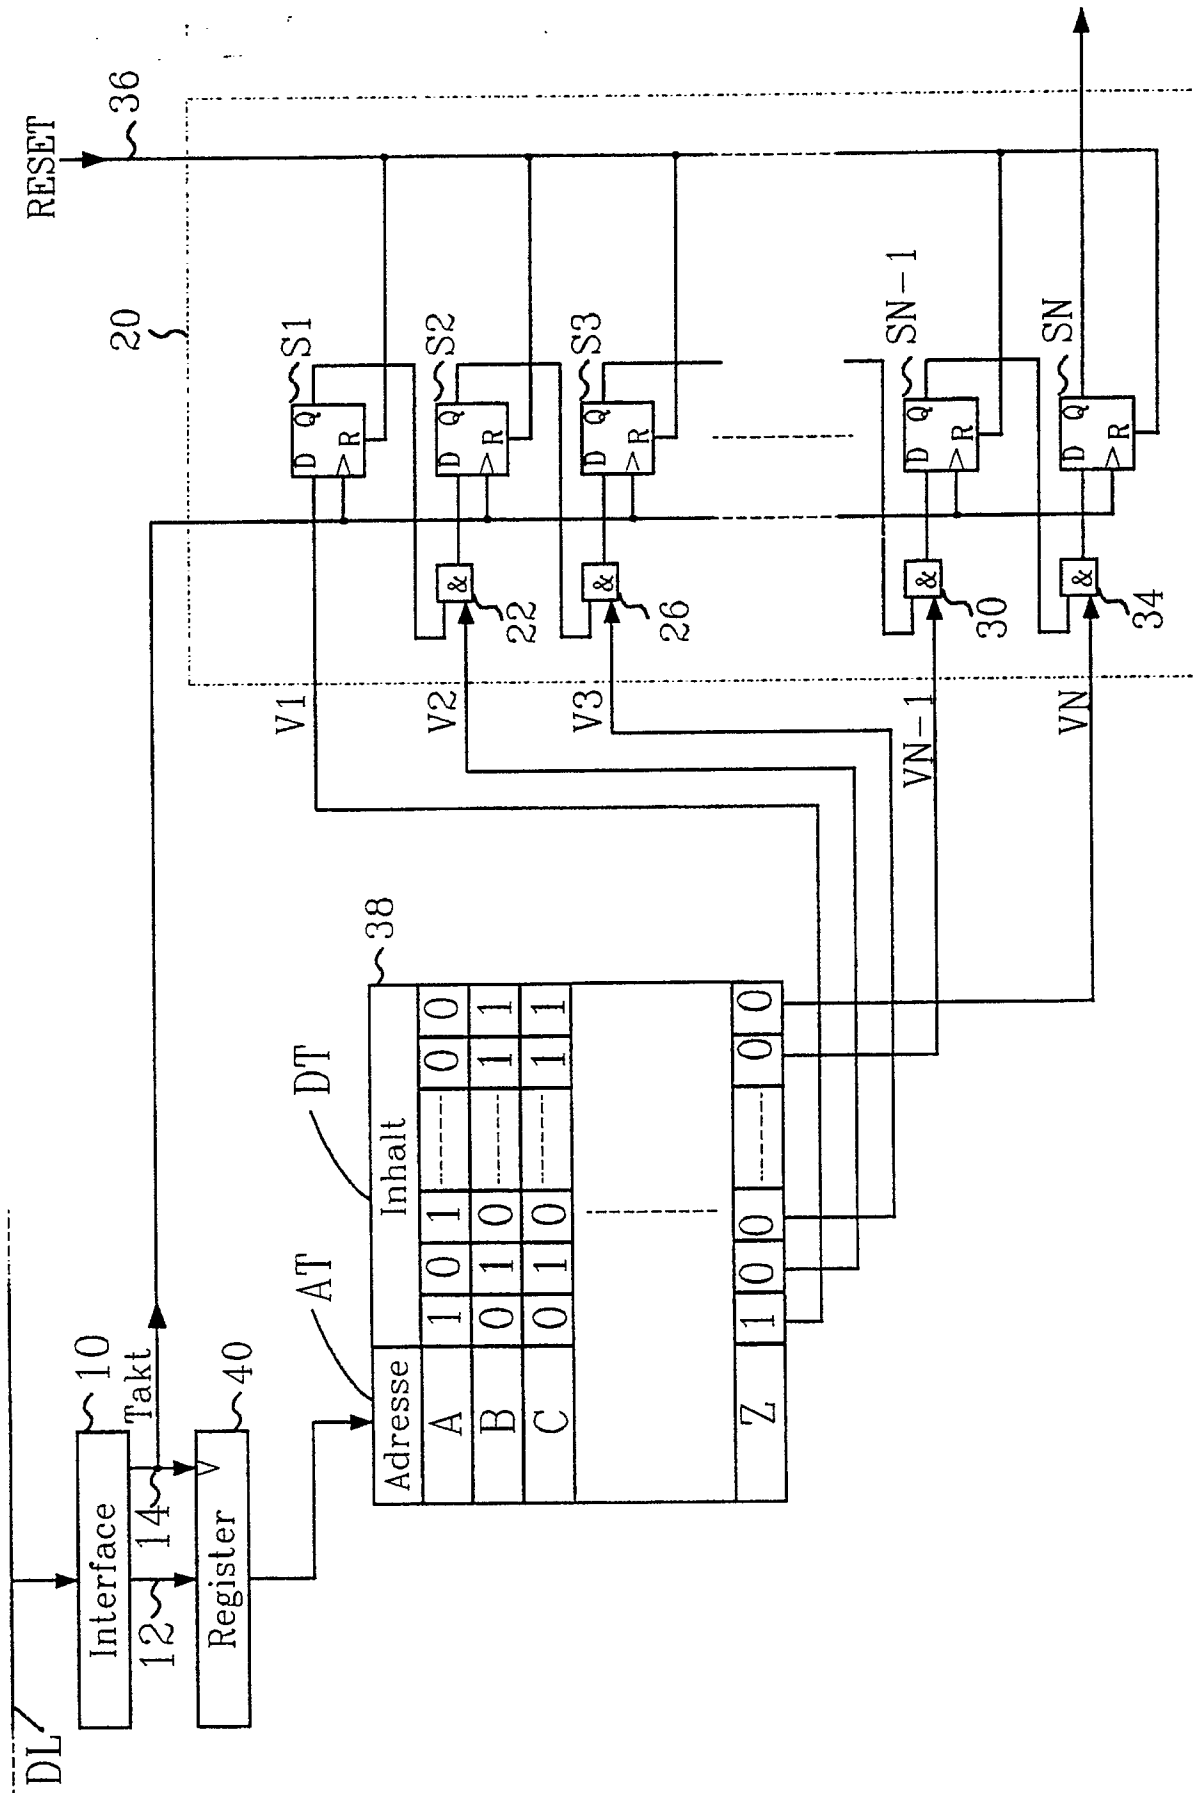 DL
Interface
10
12
14
Takt
Register
40
Adresse
Inhalt
AT
DT
38
A 1 0 1 0 0
B 0 1 0 1 1
C 0 1 0 1 1
Z 1 0 0 0 0
RESET
36
20
V1
V2
V3
VN-1
VN
&
22
&
26
&
30
&
34
D Q
R
S1
D Q
R
S2
D Q
R
S3
D Q
R
SN-1
D Q
R
SN